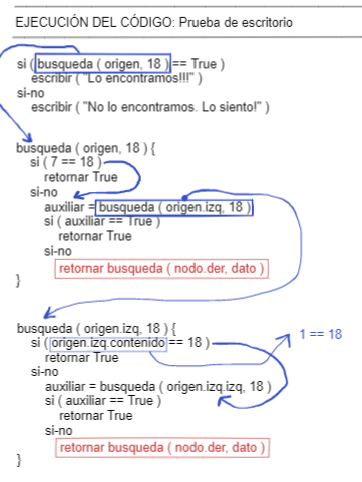 EJECUCIÓN DEL CÓDIGO: Prueba de escritorio
si ( busqueda ( origen, 18 ) == True )
escribir ( "Lo encontramos!!!" )
si-no
escribir ( "No lo encontramos. Lo siento!" )
busqueda ( origen, 18 ) {
si ( 7 == 18 )
retornar True
si-no
auxiliar = busqueda ( origen.izq, 18 )
si ( auxiliar == True )
retornar True
si-no
retornar busqueda ( nodo.der, dato )
}
busqueda ( origen.izq, 18 ) {
si ( origen.izq.contenido == 18 )
1 == 18
retornar True
si-no
auxiliar = busqueda ( origen.izq.izq, 18 )
si ( auxiliar == True )
retornar True
si-no
retornar busqueda ( nodo.der, dato )
}